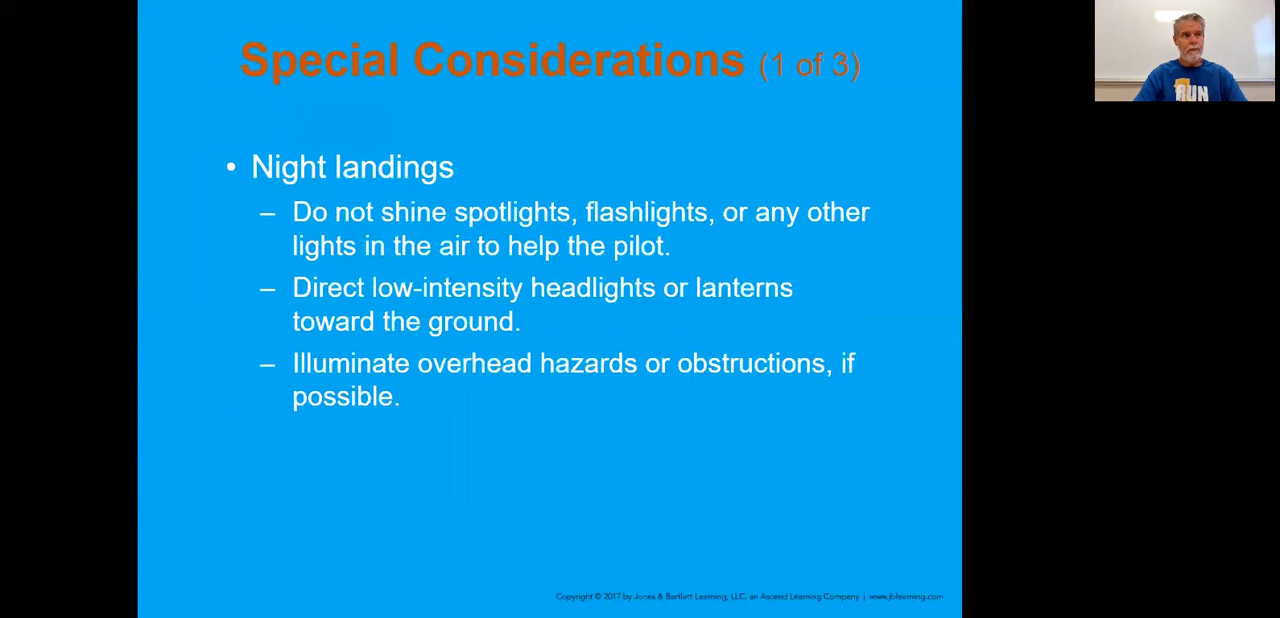 Special Considerations (1 of 3)
RUN
• Night landings
– Do not shine spotlights, flashlights, or any other
lights in the air to help the pilot.
– Direct low-intensity headlights or lanterns
toward the ground.
– Illuminate overhead hazards or obstructions, if
possible.
Copyright © 2017 by Jones & Bartlett Learning, LLC, an Ascend Learning Company | www.jblearning.com